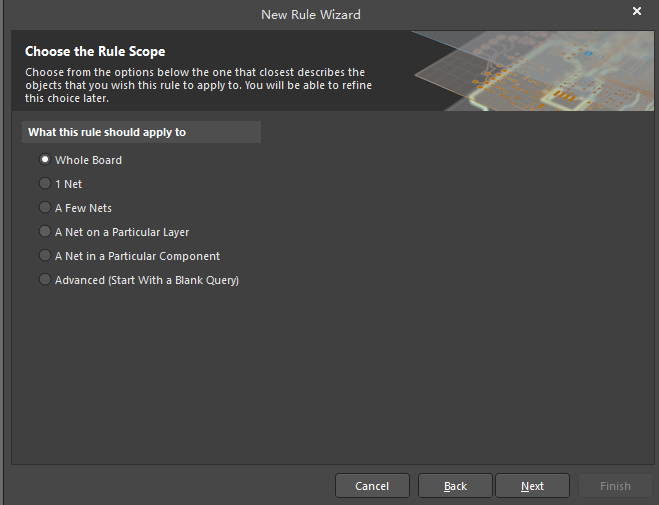 New Rule Wizard
Choose the Rule Scope
Choose from the options below the one that closest describes the
objects that you wish this rule to apply to. You will be able to refine
this choice later.
What this rule should apply to
Whole Board
1 Net
A Few Nets
A Net on a Particular Layer
A Net in a Particular Component
Advanced (Start With a Blank Query)
Cancel
Back
Next
Finish